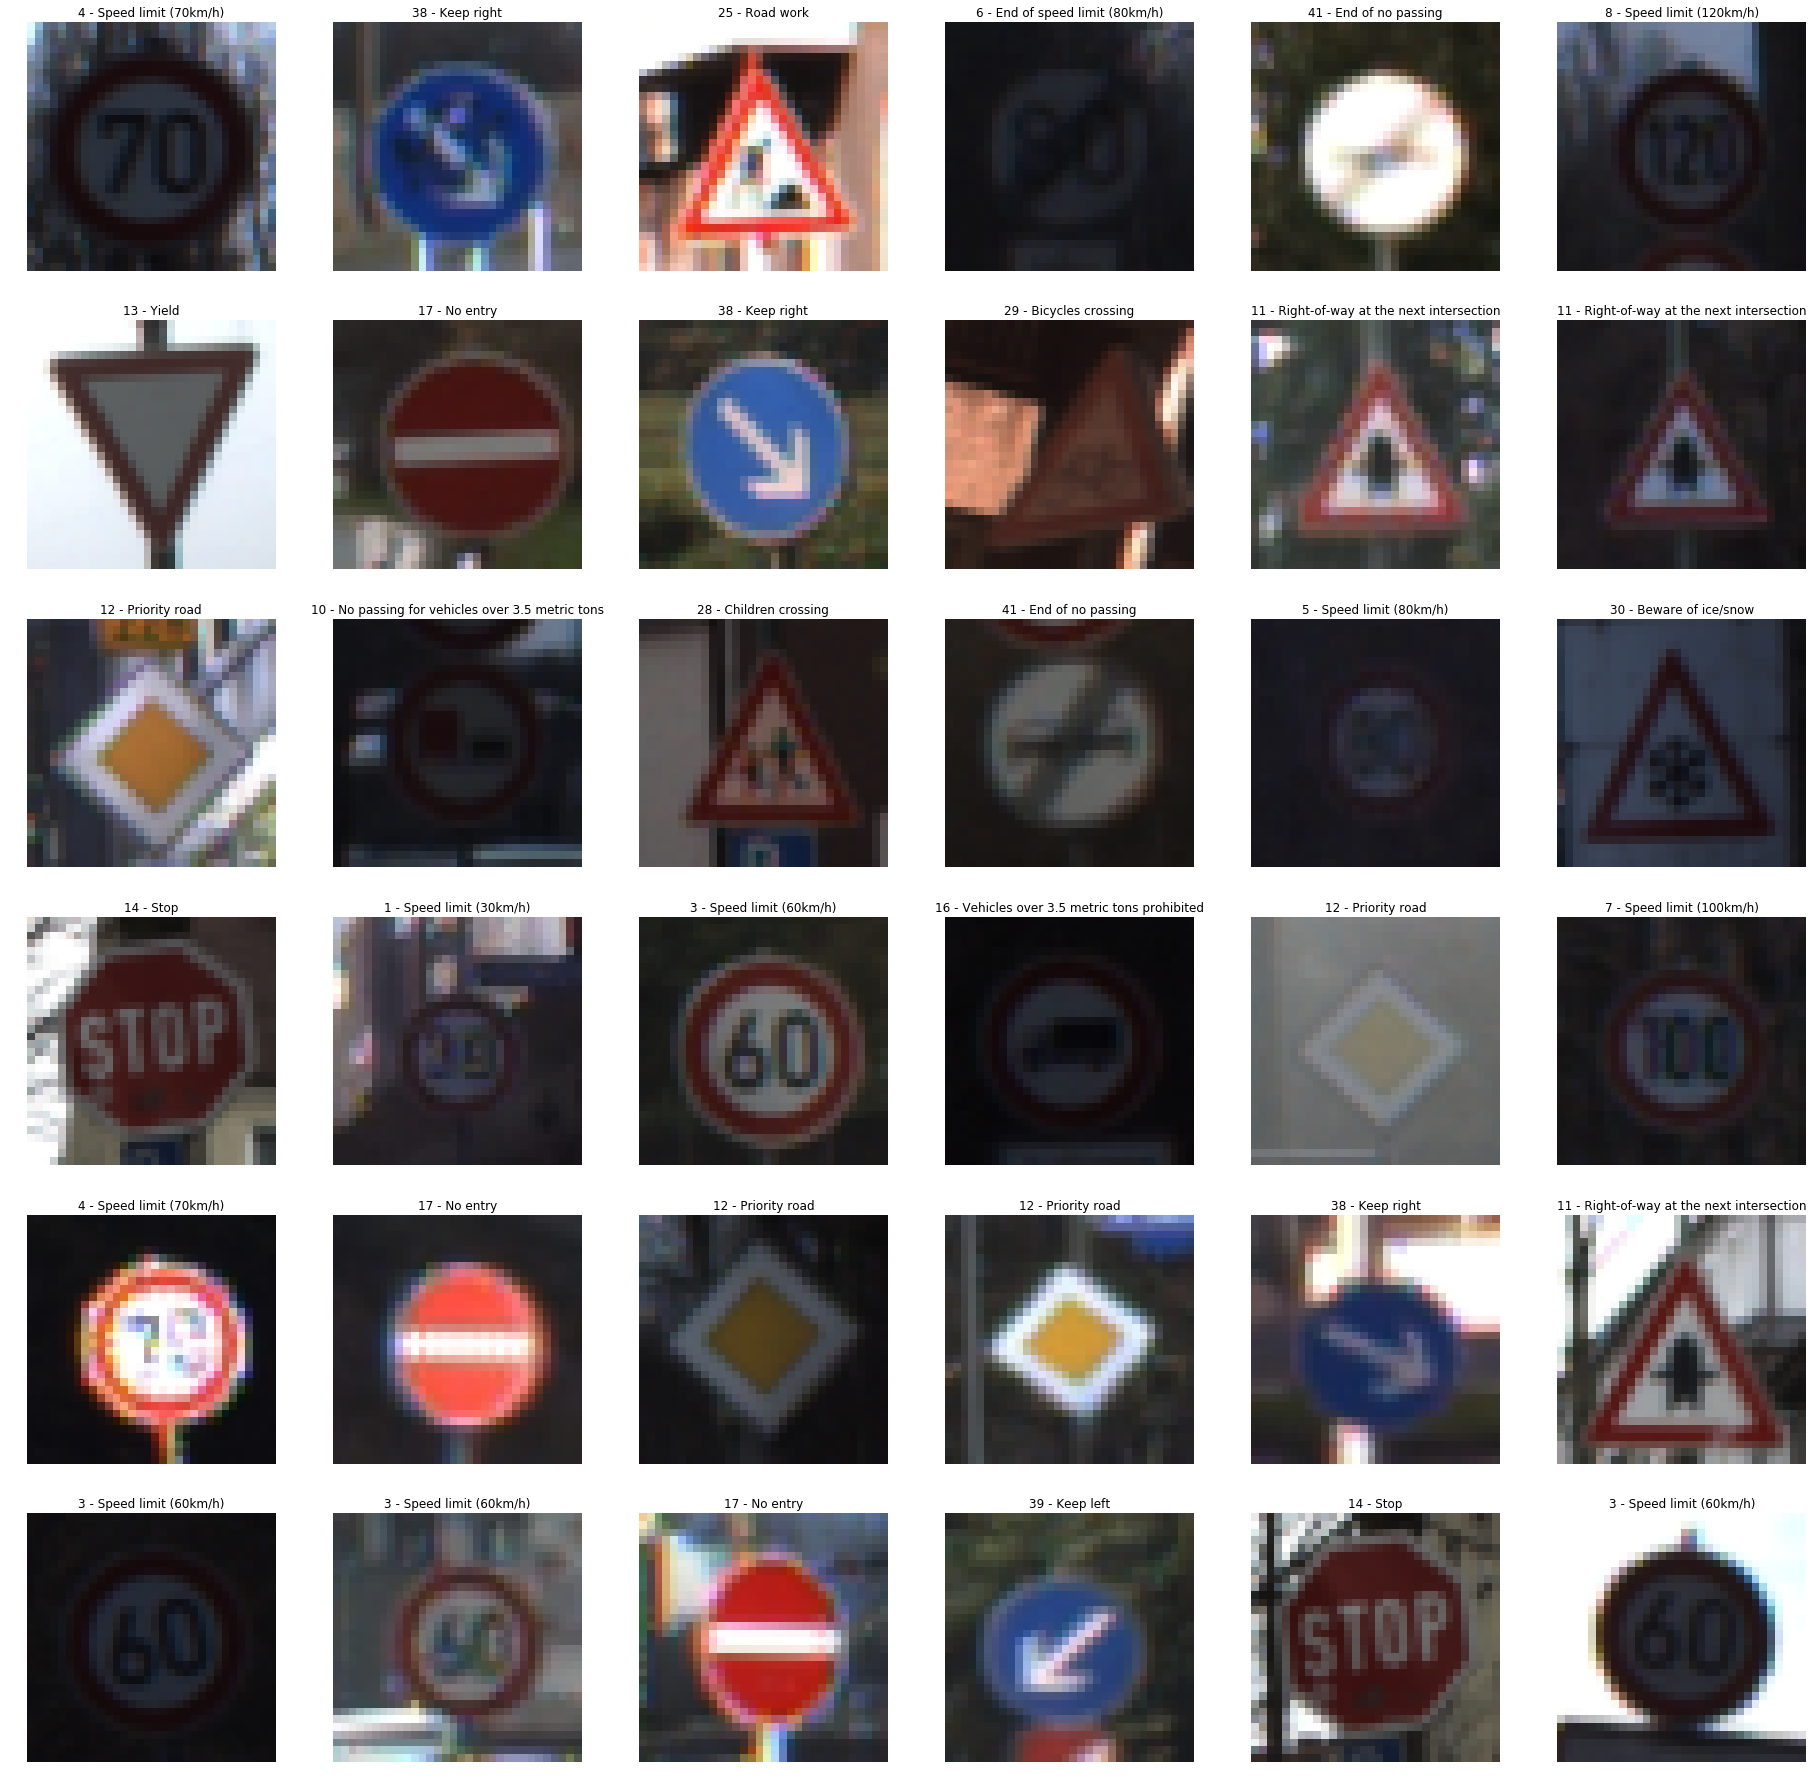 4 - Speed limit (70km/h)
38 - Keep right
25 - Road work
6 - End of speed limit (80km/h)
41 - End of no passing
8 - Speed limit (120km/h)
70
120
13 - Yield
17 - No entry
38 - Keep right
29 - Bicycles crossing
11 - Right-of-way at the next intersection
11 - Right-of-way at the next intersection
12 - Priority road
10 - No passing for vehicles over 3.5 metric tons
28 - Children crossing
41 - End of no passing
5 - Speed limit (80km/h)
30 - Beware of ice/snow
14 - Stop
1 - Speed limit (30km/h)
3 - Speed limit (60km/h)
16 - Vehicles over 3.5 metric tons prohibited
12 - Priority road
7 - Speed limit (100km/h)
STOP
60
100
4 - Speed limit (70km/h)
17 - No entry
12 - Priority road
12 - Priority road
38 - Keep right
11 - Right-of-way at the next intersection
3 - Speed limit (60km/h)
3 - Speed limit (60km/h)
17 - No entry
39 - Keep left
14 - Stop
3 - Speed limit (60km/h)
60
STOP
60